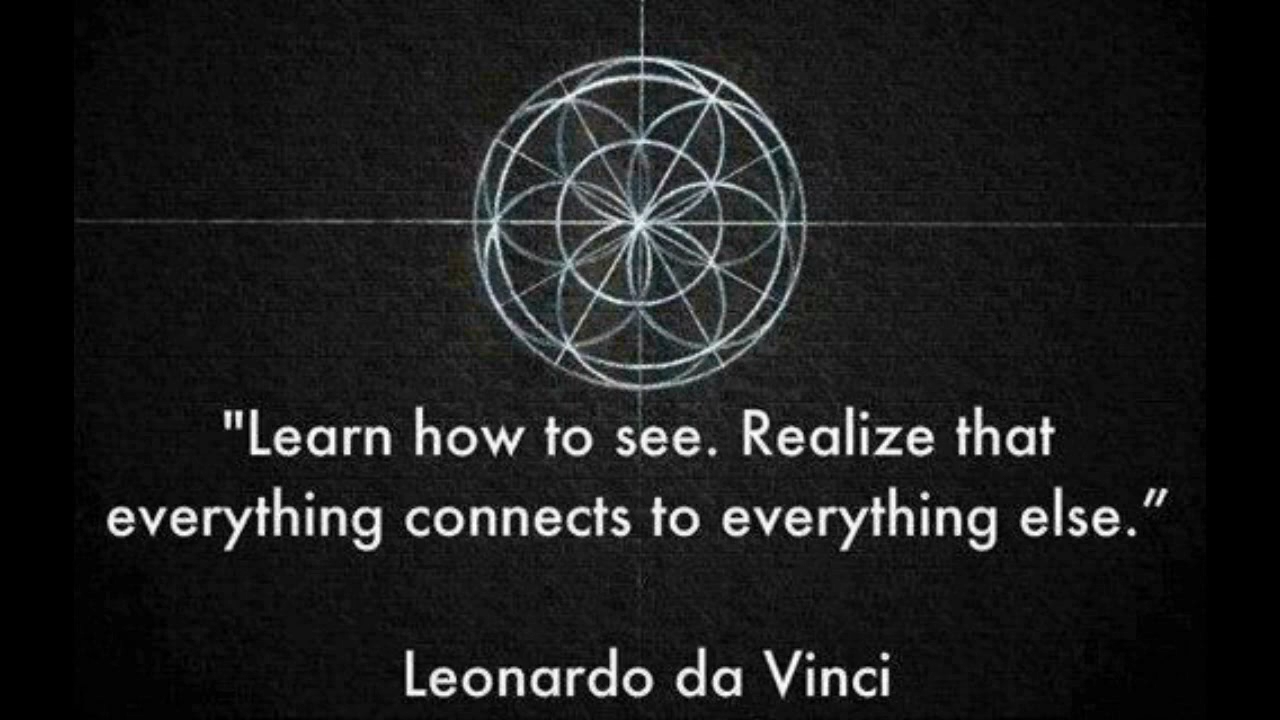 "Learn how to see. Realize that
everything connects to everything else.”
Leonardo da Vinci